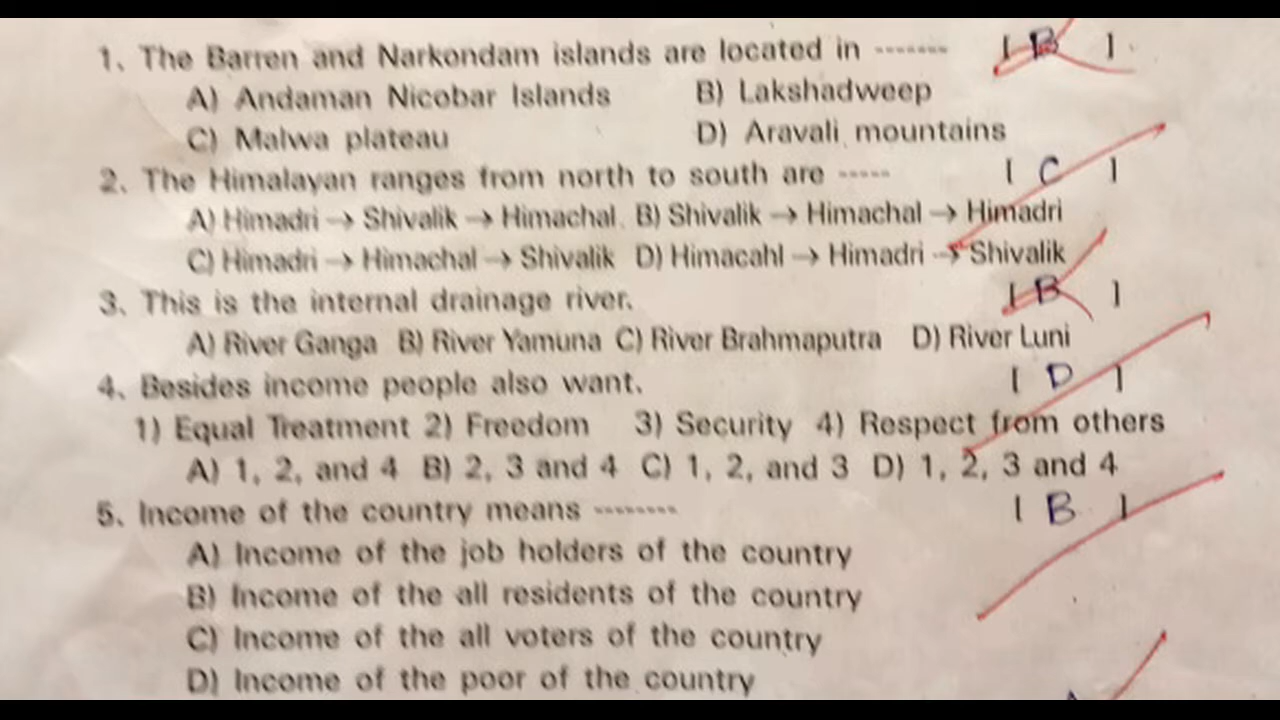 1. The Barren and Narkondam islands are located in -------- [ B ]
A) Andaman Nicobar Islands B) Lakshadweep
C) Malwa plateau D) Aravali mountains
2. The Himalayan ranges from north to south are ----- [ C ]
A) Himadri → Shivalik → Himachal B) Shivalik → Himachal → Himadri
C) Himadri → Himachal → Shivalik D) Himacahl → Himadri → Shivalik
3. This is the internal drainage river. [ B ]
A) River Ganga B) River Yamuna C) River Brahmaputra D) River Luni
4. Besides income people also want. [ D ]
1) Equal Treatment 2) Freedom 3) Security 4) Respect from others
A) 1, 2, and 4 B) 2, 3 and 4 C) 1, 2, and 3 D) 1, 2, 3 and 4
5. Income of the country means -------- [ B ]
A) Income of the job holders of the country
B) Income of the all residents of the country
C) Income of the all voters of the country
D) Income of the poor of the country